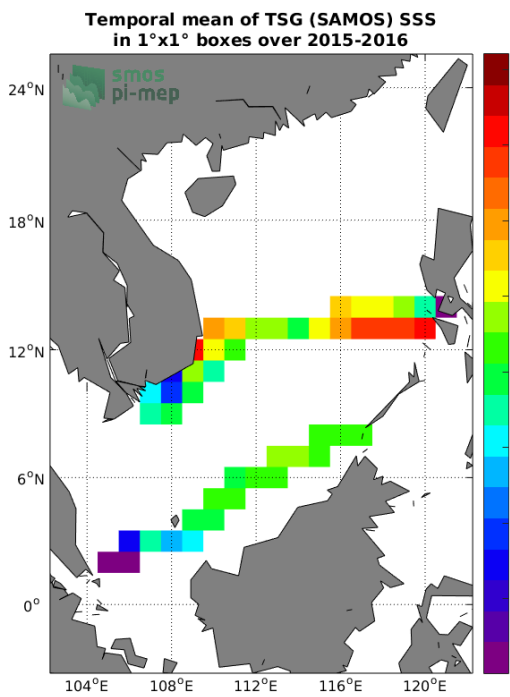 Temporal mean of TSG (SAMOS) SSS
in 1°x1° boxes over 2015-2016
smos
pi-mep
24°N
18°N
12°N
6°N
0°
104°E
108°E
112°E
116°E
120°E